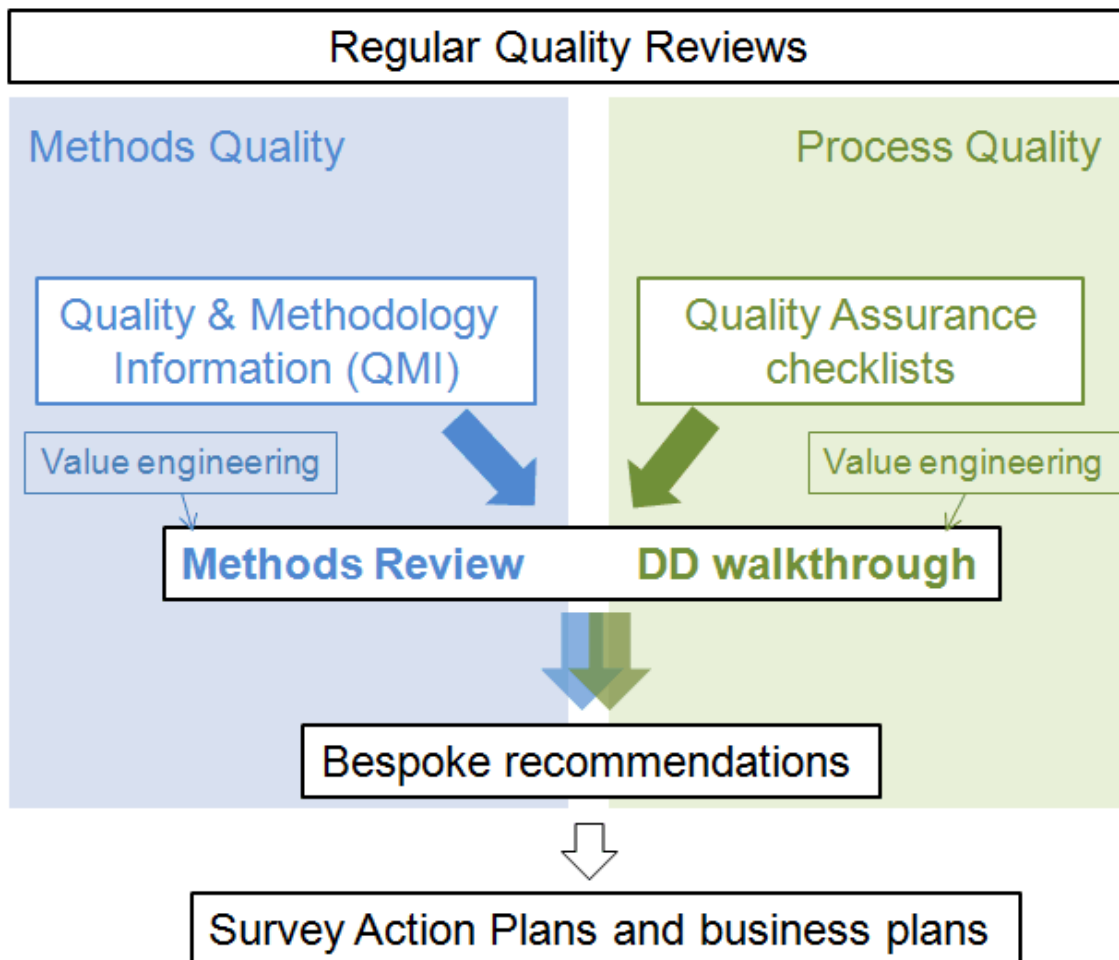 Regular Quality Reviews
Methods Quality
Process Quality
Quality & Methodology
Information (QMI)
Quality Assurance
checklists
Value engineering
Value engineering
Methods Review
DD walkthrough
Bespoke recommendations
Survey Action Plans and business plans